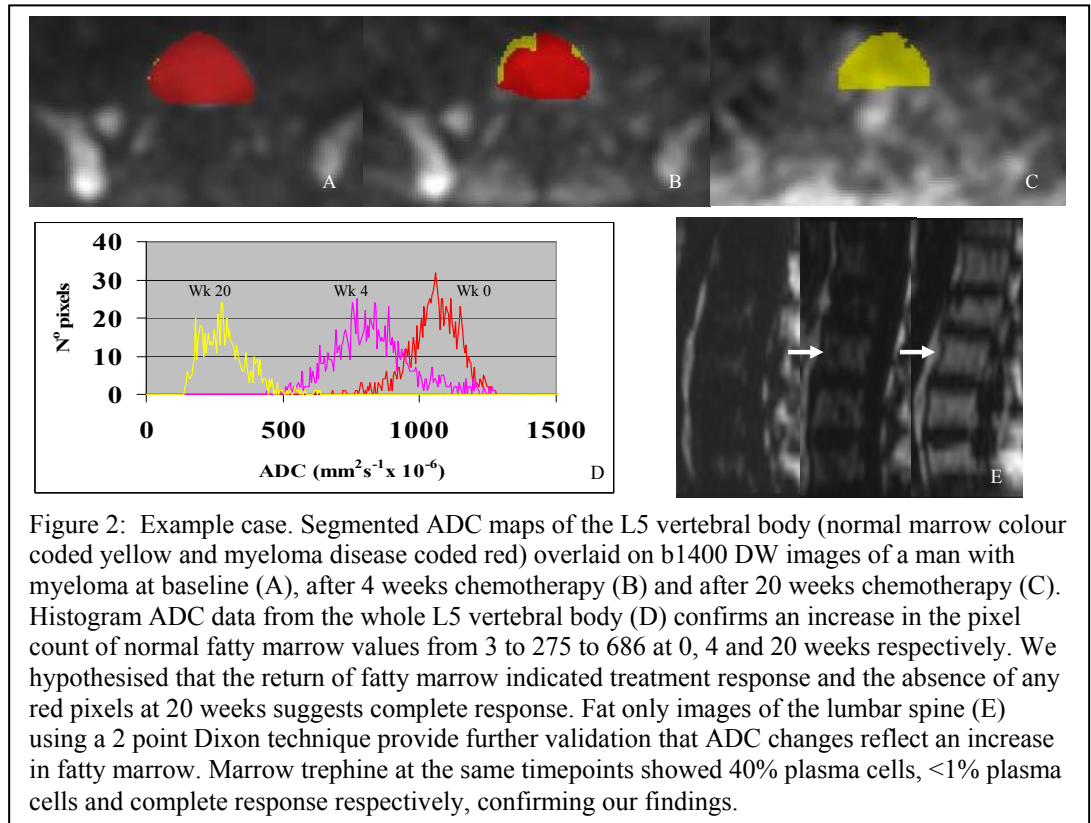 A
B
C
40
30
20
10
0
Nº pixels
Wk 20
Wk 4
Wk 0
0
500
1000
1500
ADC (mm²s⁻¹x 10⁻⁶)
D
E
Figure 2:  Example case. Segmented ADC maps of the L5 vertebral body (normal marrow colour
coded yellow and myeloma disease coded red) overlaid on b1400 DW images of a man with
myeloma at baseline (A), after 4 weeks chemotherapy (B) and after 20 weeks chemotherapy (C).
Histogram ADC data from the whole L5 vertebral body (D) confirms an increase in the pixel
count of normal fatty marrow values from 3 to 275 to 686 at 0, 4 and 20 weeks respectively. We
hypothesised that the return of fatty marrow indicated treatment response and the absence of any
red pixels at 20 weeks suggests complete response. Fat only images of the lumbar spine (E)
using a 2 point Dixon technique provide further validation that ADC changes reflect an increase
in fatty marrow. Marrow trephine at the same timepoints showed 40% plasma cells, <1% plasma
cells and complete response respectively, confirming our findings.